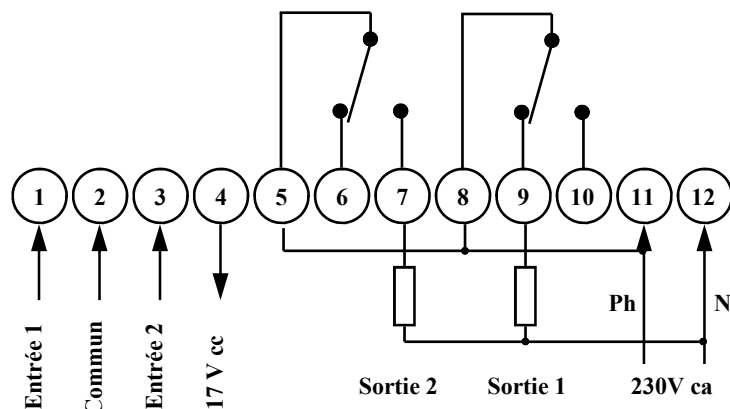 1 2 3 4 5 6 7 8 9 10 11 12
Entrée 1
Commun
Entrée 2
17 V cc
Ph
N
Sortie 2
Sortie 1
230V ca